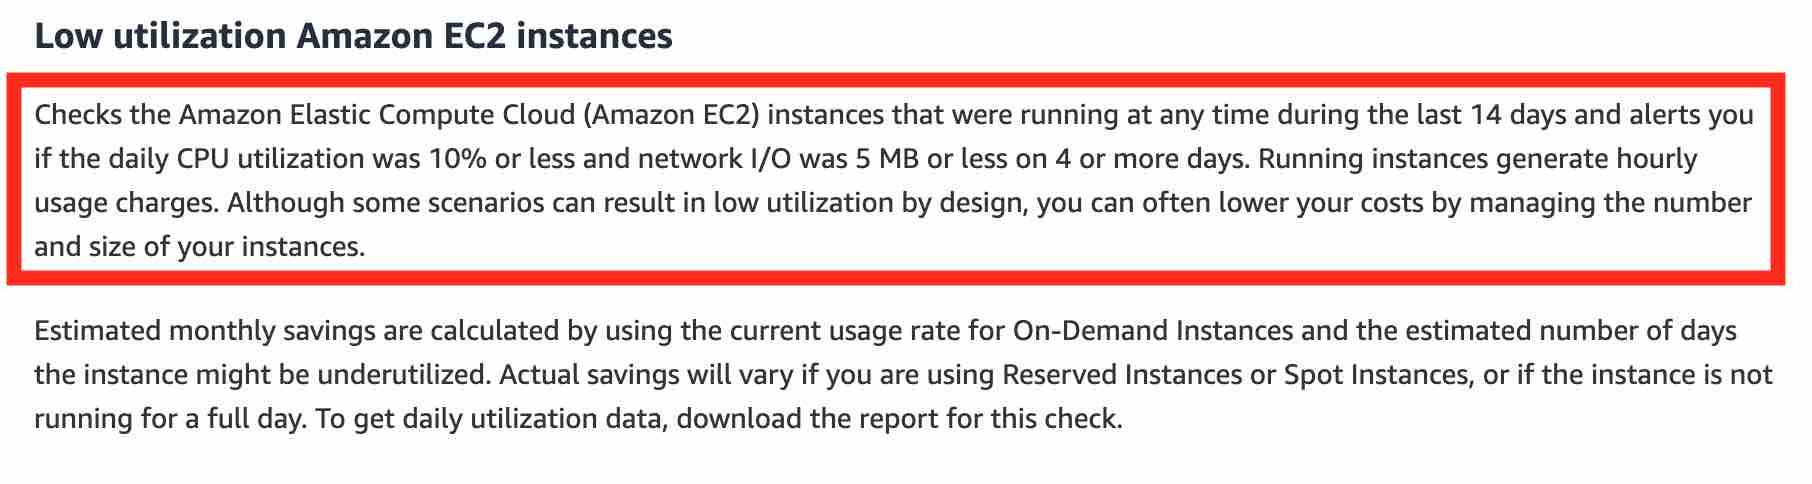 Low utilization Amazon EC2 instances
Checks the Amazon Elastic Compute Cloud (Amazon EC2) instances that were running at any time during the last 14 days and alerts you
if the daily CPU utilization was 10% or less and network I/O was 5 MB or less on 4 or more days. Running instances generate hourly
usage charges. Although some scenarios can result in low utilization by design, you can often lower your costs by managing the number
and size of your instances.
Estimated monthly savings are calculated by using the current usage rate for On-Demand Instances and the estimated number of days
the instance might be underutilized. Actual savings will vary if you are using Reserved Instances or Spot Instances, or if the instance is not
running for a full day. To get daily utilization data, download the report for this check.